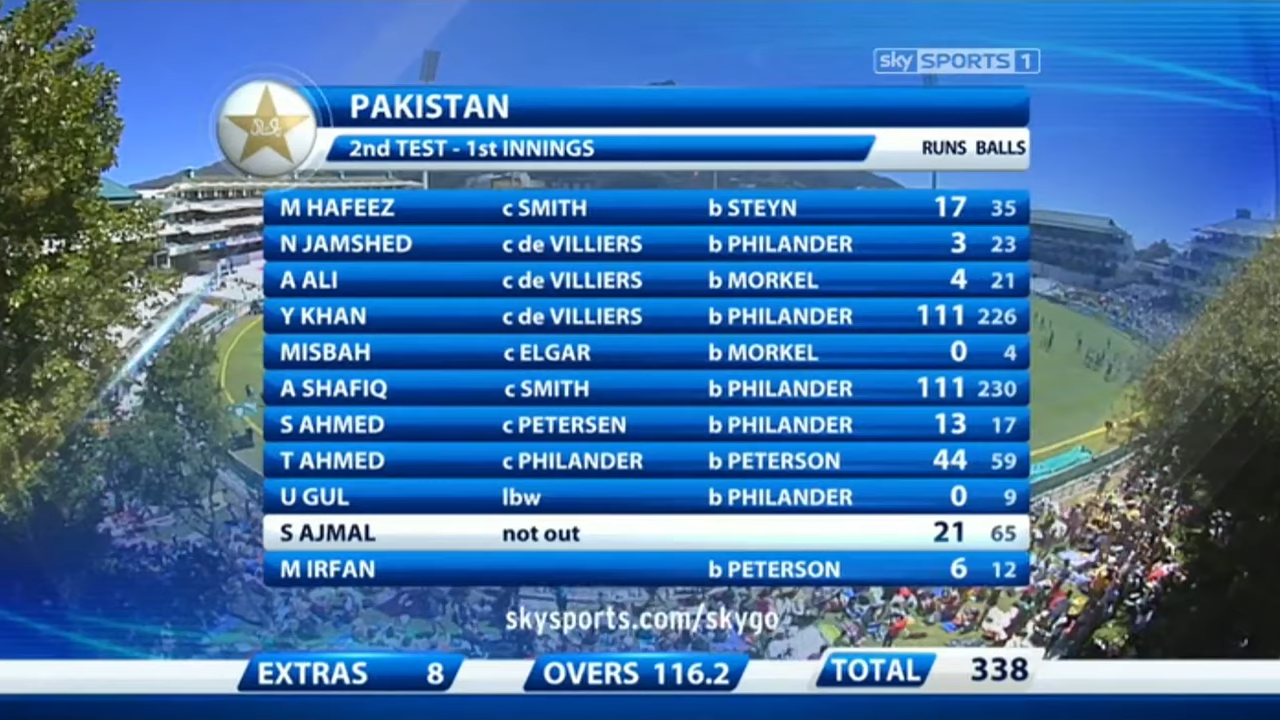 sky SPORTS 1
PAKISTAN
2nd TEST - 1st INNINGS RUNS BALLS
M HAFEEZ c SMITH b STEYN 17 35
N JAMSHED c de VILLIERS b PHILANDER 3 23
A ALI c de VILLIERS b MORKEL 4 21
Y KHAN c de VILLIERS b PHILANDER 111 226
MISBAH c ELGAR b MORKEL 0 4
A SHAFIQ c SMITH b PHILANDER 111 230
S AHMED c PETERSEN b PHILANDER 13 17
T AHMED c PHILANDER b PETERSON 44 59
U GUL lbw b PHILANDER 0 9
S AJMAL not out 21 65
M IRFAN b PETERSON 6 12
skysports.com/skygo
EXTRAS 8 OVERS 116.2 TOTAL 338